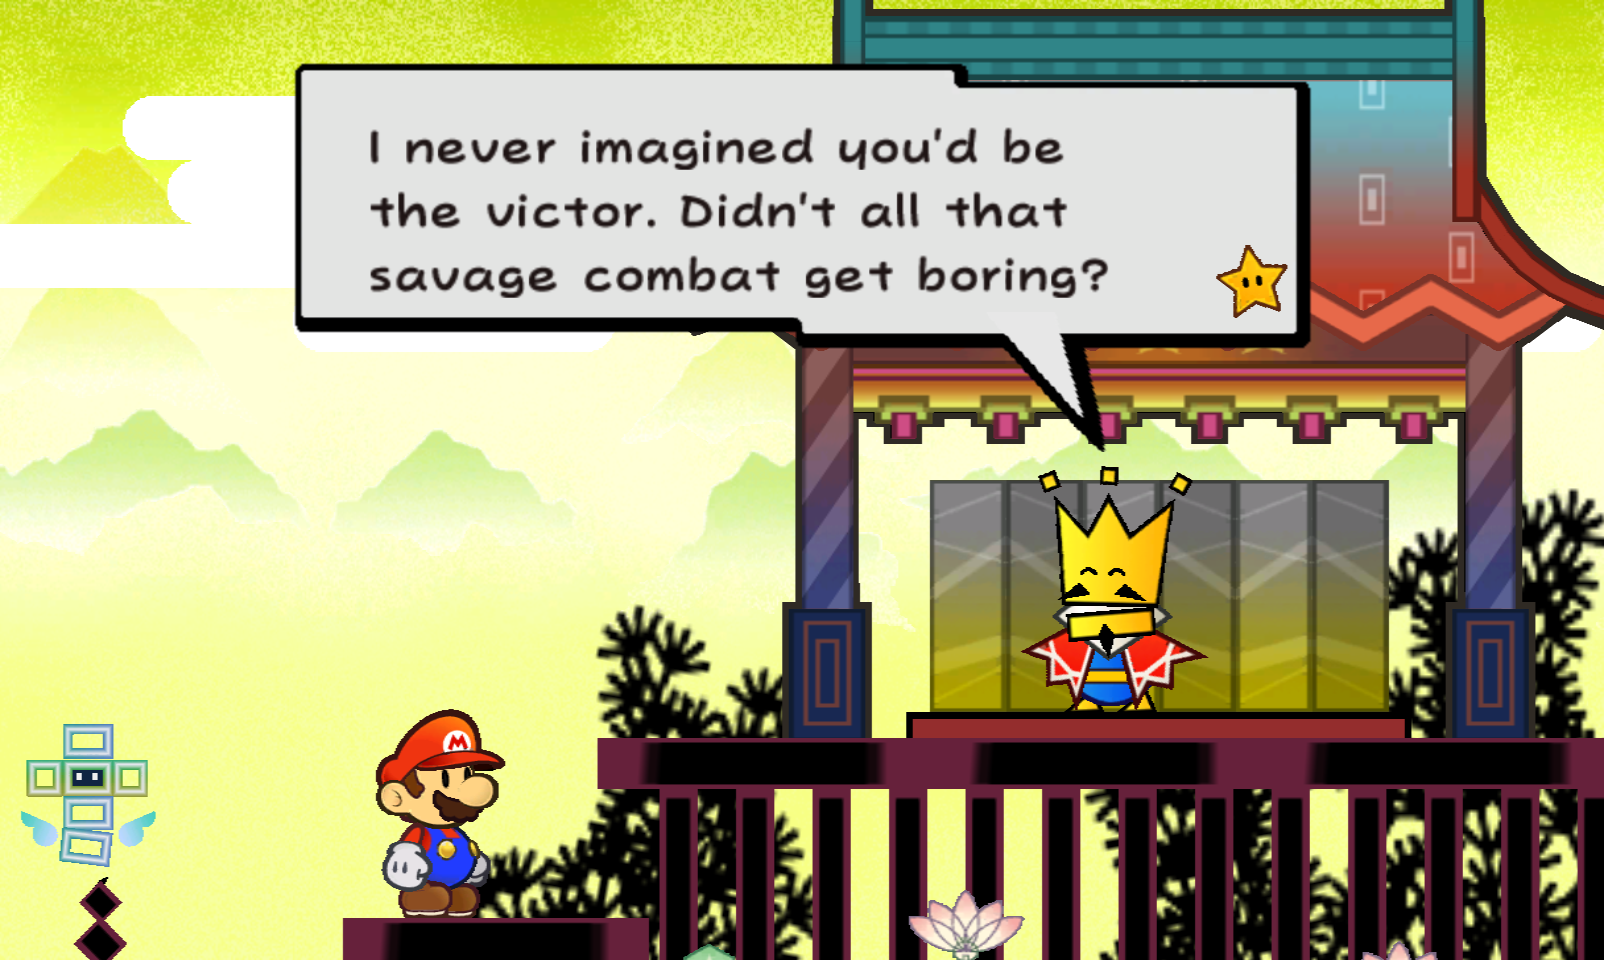 I never imagined you'd be
the victor. Didn't all that
savage combat get boring?
M